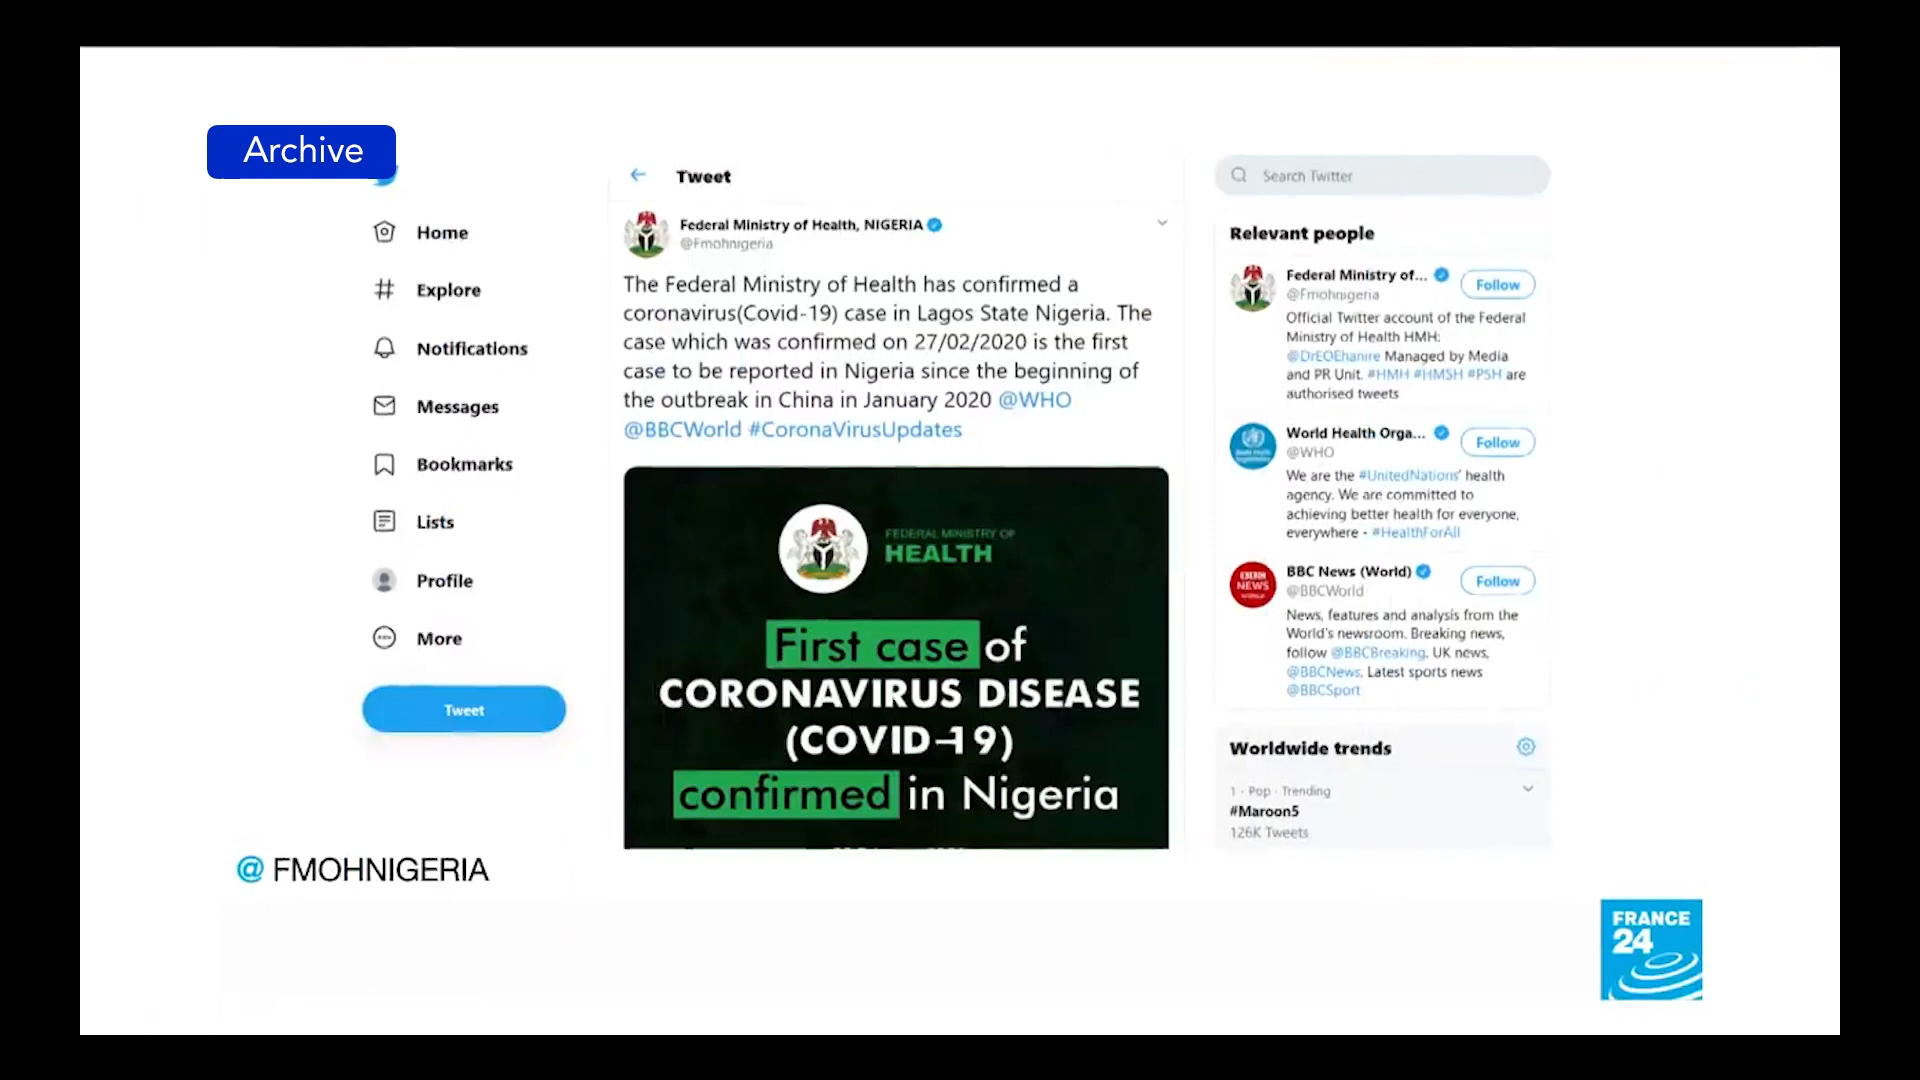 Archive
Home
Explore
Notifications
Messages
Bookmarks
Lists
Profile
More
Tweet
Tweet
Federal Ministry of Health, NIGERIA
@Fmohnigeria
The Federal Ministry of Health has confirmed a
coronavirus(Covid-19) case in Lagos State Nigeria. The
case which was confirmed on 27/02/2020 is the first
case to be reported in Nigeria since the beginning of
the outbreak in China in January 2020 @WHO
@BBCWorld #CoronaVirusUpdates
FEDERAL MINISTRY OF
HEALTH
First case of
CORONAVIRUS DISEASE
(COVID-19)
confirmed in Nigeria
Search Twitter
Relevant people
Federal Ministry of...
Follow
@Fmohnigeria
Official Twitter account of the Federal
Ministry of Health HMH:
@DrEOEhanire Managed by Media
and PR Unit. #HMH #HMSH #PSH are
authorised tweets
World Health Orga...
Follow
@WHO
We are the #UnitedNations' health
agency. We are committed to
achieving better health for everyone,
everywhere - #HealthForAll
BBC NEWS
BBC News (World)
Follow
@BBCWorld
News, features and analysis from the
World's newsroom. Breaking news,
follow @BBCBreaking. UK news,
@BBCNews. Latest sports news
@BBCSport
Worldwide trends
1 · Pop · Trending
#Maroon5
126K Tweets
@ FMOHNIGERIA
FRANCE
24